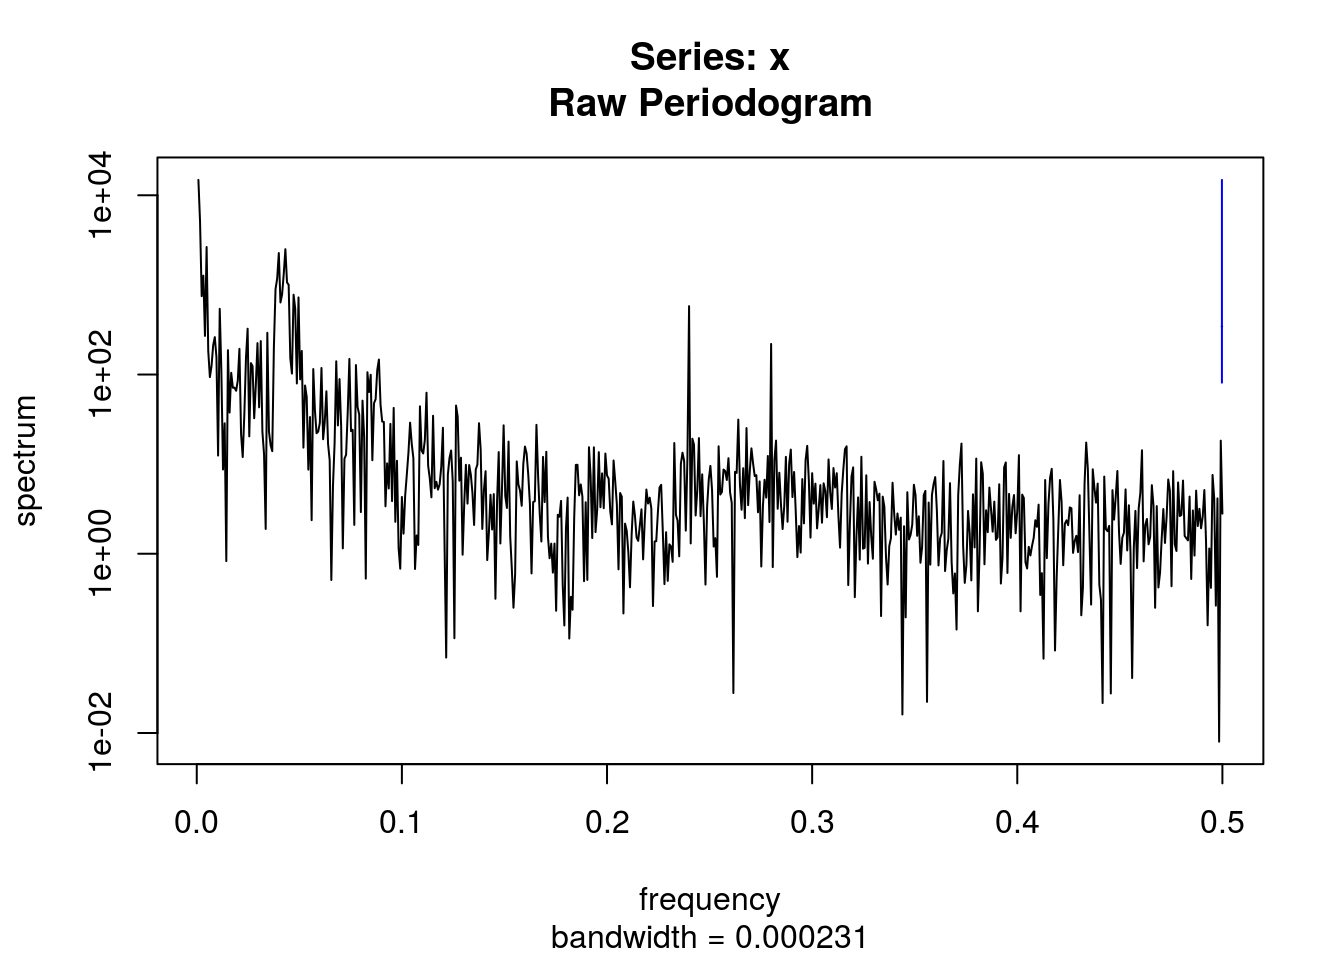 Series: x
Raw Periodogram
spectrum
1e+04
1e+02
1e+00
1e-02
0.0 0.1 0.2 0.3 0.4 0.5
frequency
bandwidth = 0.000231